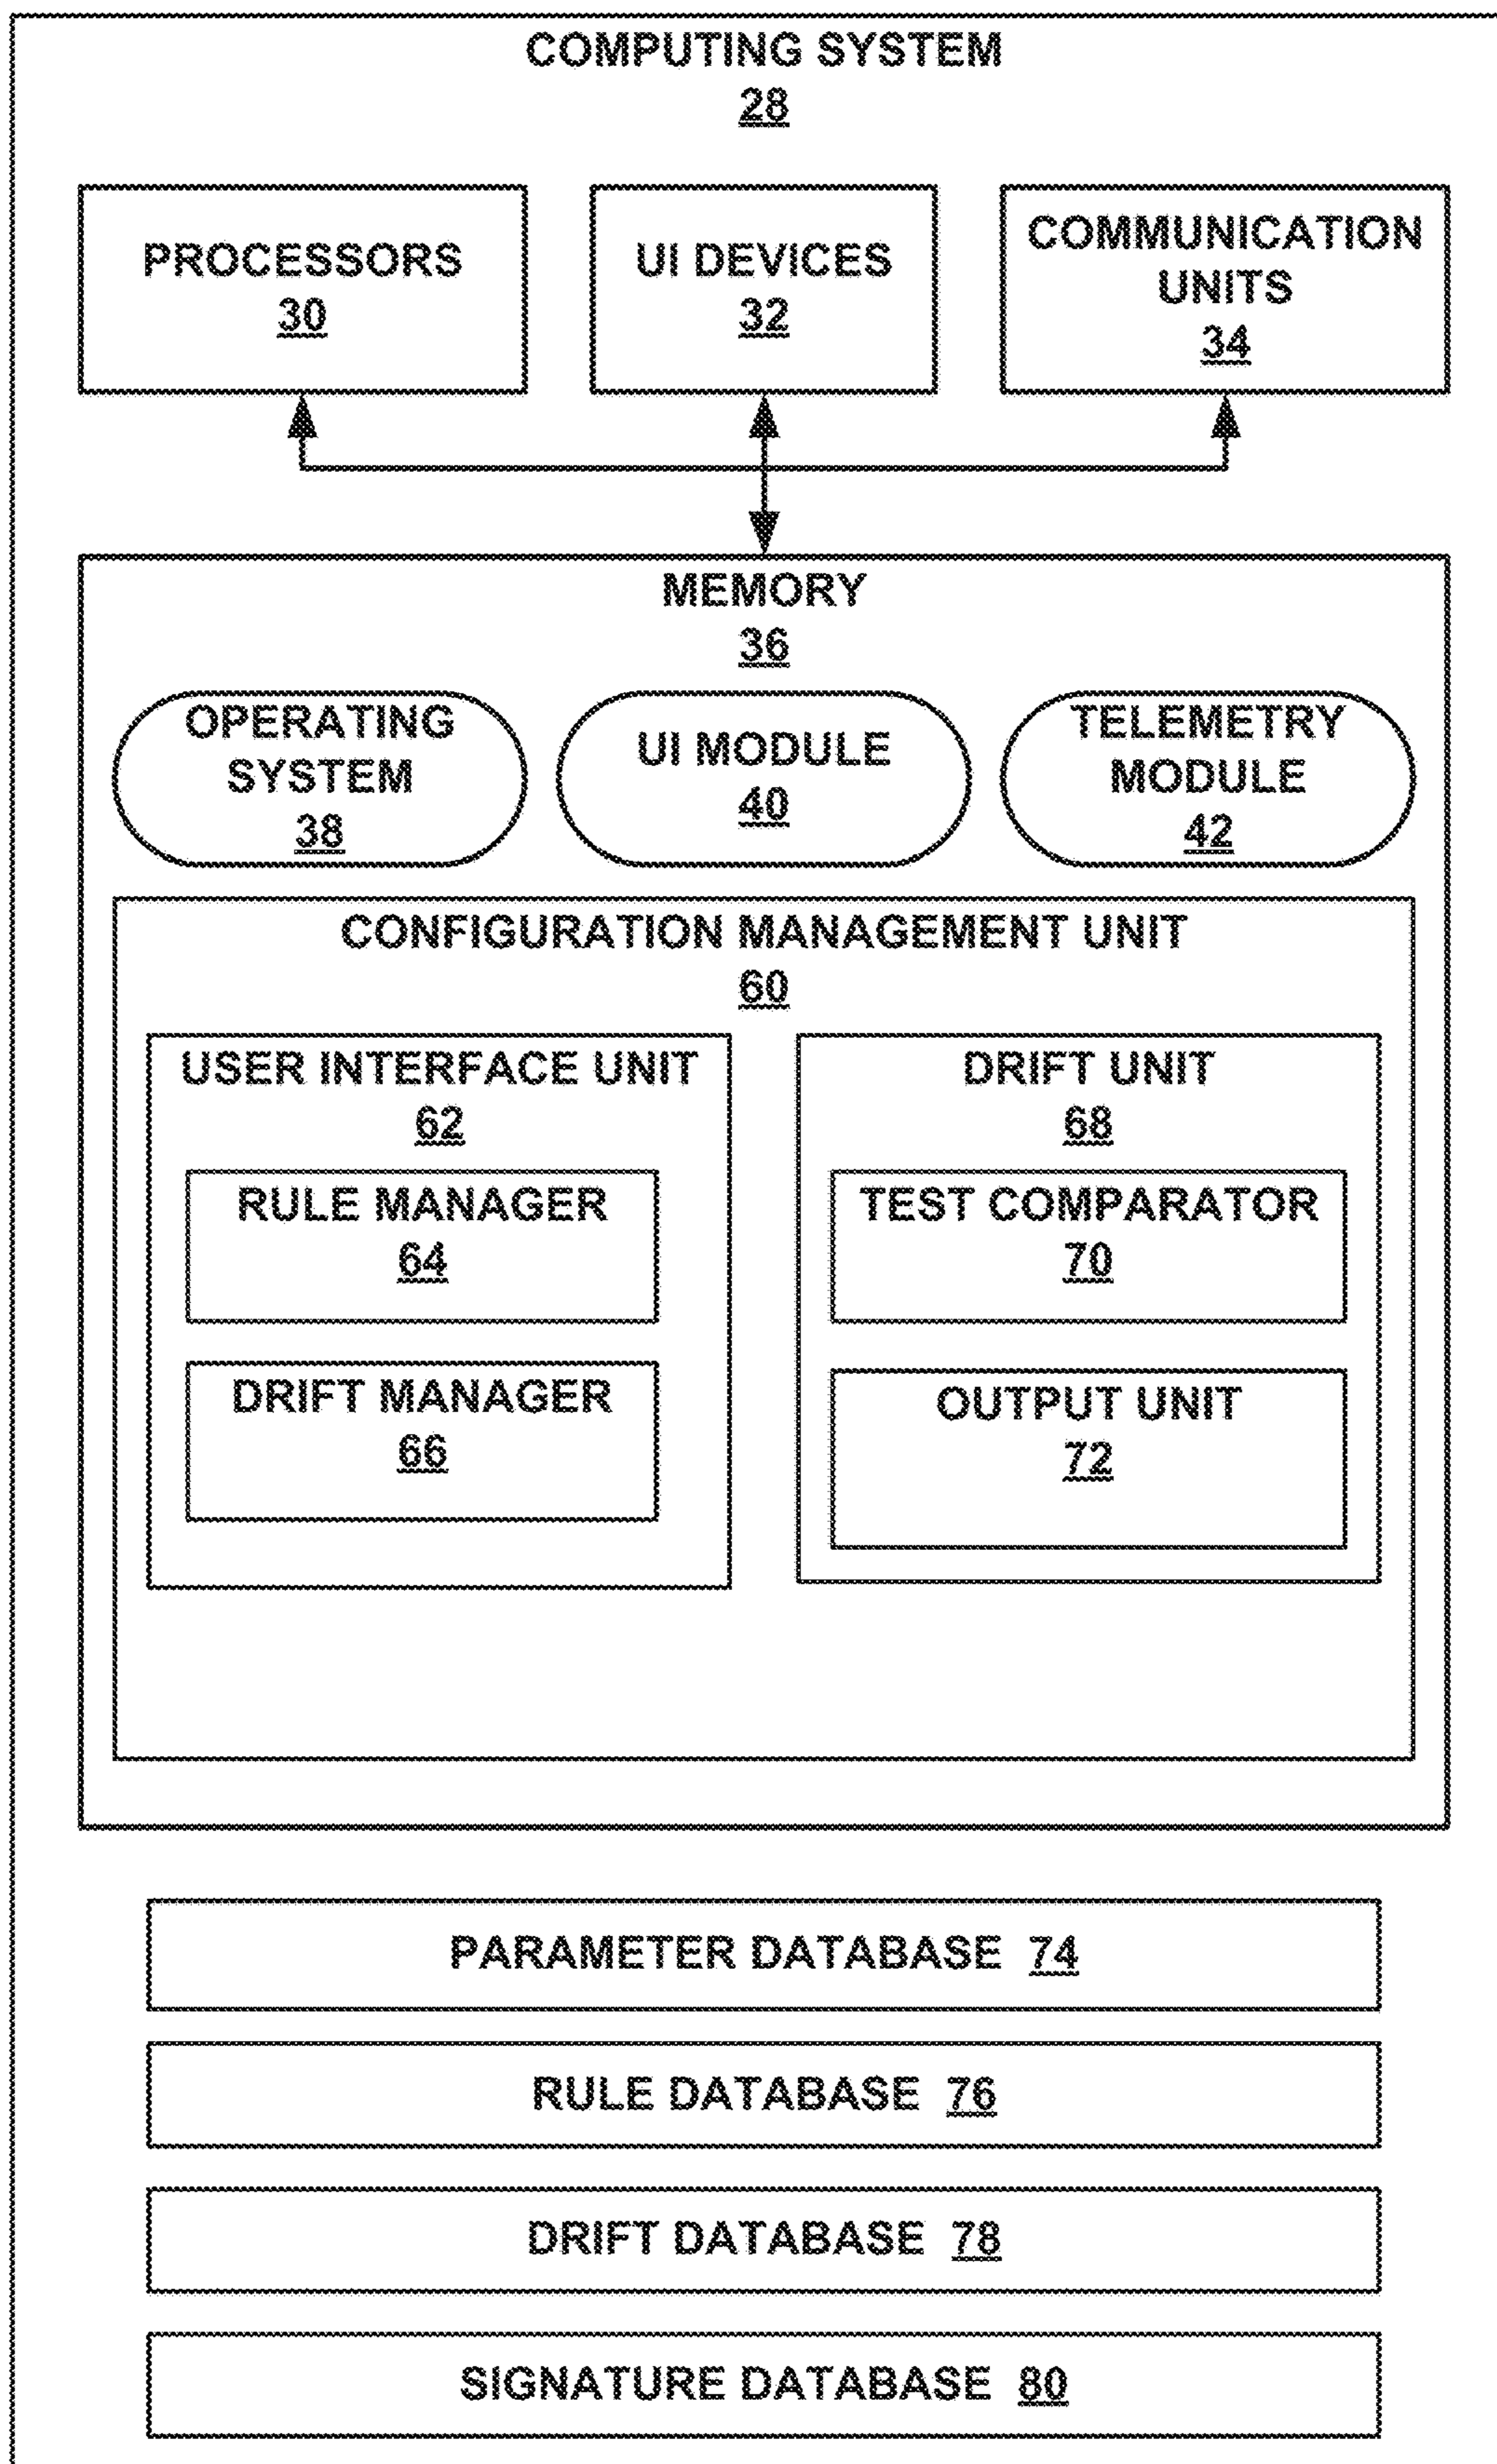 COMPUTING SYSTEM
28
PROCESSORS
30
UI DEVICES
32
COMMUNICATION
UNITS
34
MEMORY
36
OPERATING
SYSTEM
38
UI MODULE
40
TELEMETRY
MODULE
42
CONFIGURATION MANAGEMENT UNIT
60
USER INTERFACE UNIT
62
RULE MANAGER
64
DRIFT MANAGER
66
DRIFT UNIT
68
TEST COMPARATOR
70
OUTPUT UNIT
72
PARAMETER DATABASE 74
RULE DATABASE 76
DRIFT DATABASE 78
SIGNATURE DATABASE 80